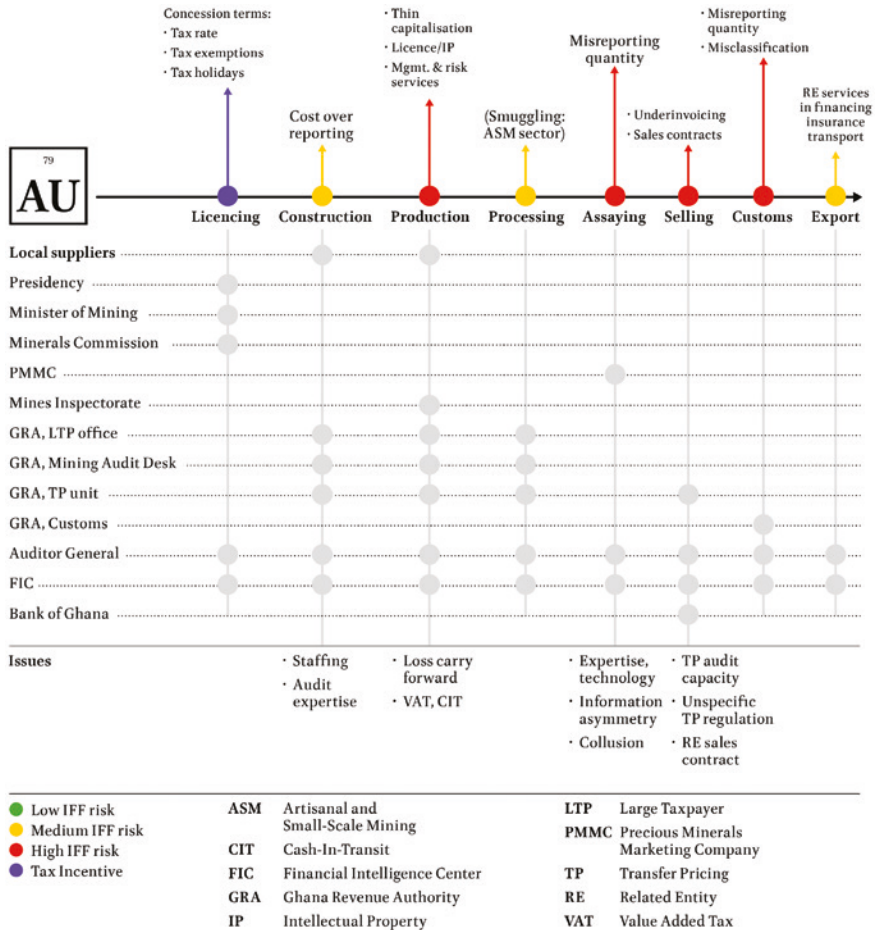 Concession terms:
· Tax rate
· Tax exemptions
· Tax holidays
Cost over
reporting
· Thin
capitalisation
· Licence/IP
· Mgmt. & risk
services
(Smuggling:
ASM sector)
Misreporting
quantity
· Underinvoicing
· Sales contracts
· Misreporting
quantity
· Misclassification
RE services
in financing
insurance
transport
79
AU
Licencing Construction Production Processing Assaying Selling Customs Export
Local suppliers
Presidency
Minister of Mining
Minerals Commission
PMMC
Mines Inspectorate
GRA, LTP office
GRA, Mining Audit Desk
GRA, TP unit
GRA, Customs
Auditor General
FIC
Bank of Ghana
Issues
· Staffing
· Audit
expertise
· Loss carry
forward
· VAT, CIT
· Expertise,
technology
· Information
asymmetry
· Collusion
· TP audit
capacity
· Unspecific
TP regulation
· RE sales
contract
Low IFF risk
Medium IFF risk
High IFF risk
Tax Incentive
ASM Artisanal and
Small-Scale Mining
CIT Cash-In-Transit
FIC Financial Intelligence Center
GRA Ghana Revenue Authority
IP Intellectual Property
LTP Large Taxpayer
PMMC Precious Minerals
Marketing Company
TP Transfer Pricing
RE Related Entity
VAT Value Added Tax